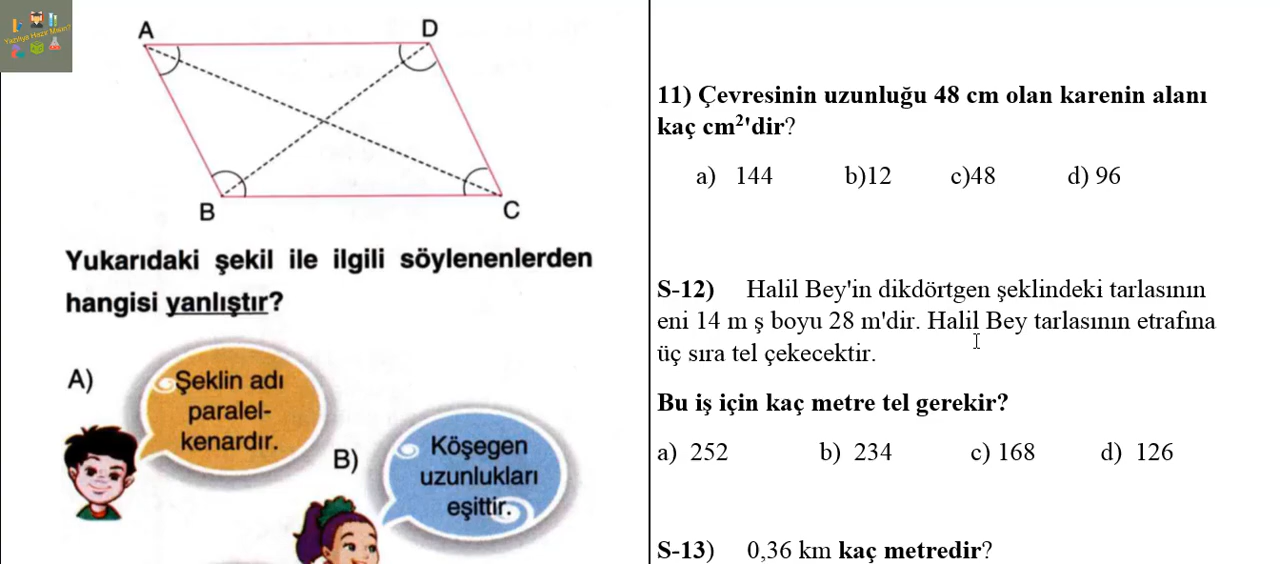 Yazılıya Hazır Mıyız?
A
D
B
C
Yukarıdaki şekil ile ilgili söylenenlerden
hangisi yanlıştır?
A)
Şeklin adı
paralel-
kenardır.
B)
Köşegen
uzunlukları
eşittir.
11) Çevresinin uzunluğu 48 cm olan karenin alanı
kaç cm²'dir?
a) 144 b)12 c)48 d) 96
S-12) Halil Bey'in dikdörtgen şeklindeki tarlasının
eni 14 m ş boyu 28 m'dir. Halil Bey tarlasının etrafına
üç sıra tel çekecektir.
Bu iş için kaç metre tel gerekir?
a) 252 b) 234 c) 168 d) 126
S-13) 0,36 km kaç metredir?